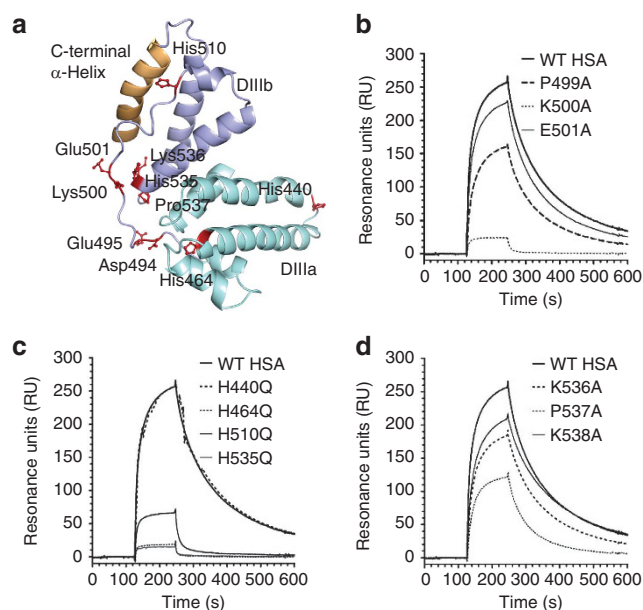 a
C-terminal
α-Helix
His510
DIIIb
Glu501
Lys536
Lys500
His535
Pro537
His440
Glu495
Asp494
His464
DIIIa
b
Resonance units (RU)
300
250
200
150
100
50
0
WT HSA
P499A
K500A
E501A
0 100 200 300 400 500 600
Time (s)
c
Resonance units (RU)
300
250
200
150
100
50
0
WT HSA
H440Q
H464Q
H510Q
H535Q
0 100 200 300 400 500 600
Time (s)
d
Resonance units (RU)
300
250
200
150
100
50
0
WT HSA
K536A
P537A
K538A
0 100 200 300 400 500 600
Time (s)